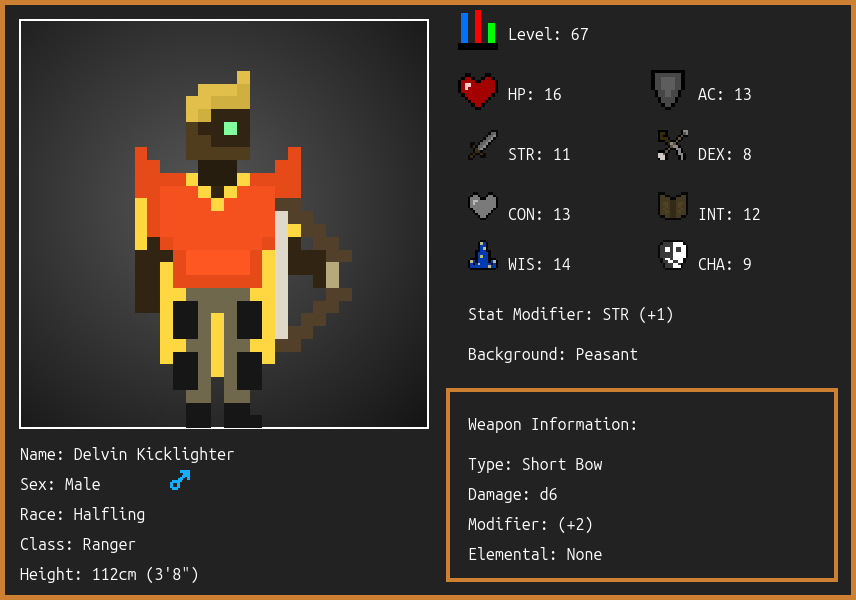 Level: 67
HP: 16
AC: 13
STR: 11
DEX: 8
CON: 13
INT: 12
WIS: 14
CHA: 9
Stat Modifier: STR (+1)
Background: Peasant
Weapon Information:
Type: Short Bow
Damage: d6
Modifier: (+2)
Elemental: None
Name: Delvin Kicklighter
Sex: Male
Race: Halfling
Class: Ranger
Height: 112cm (3'8")